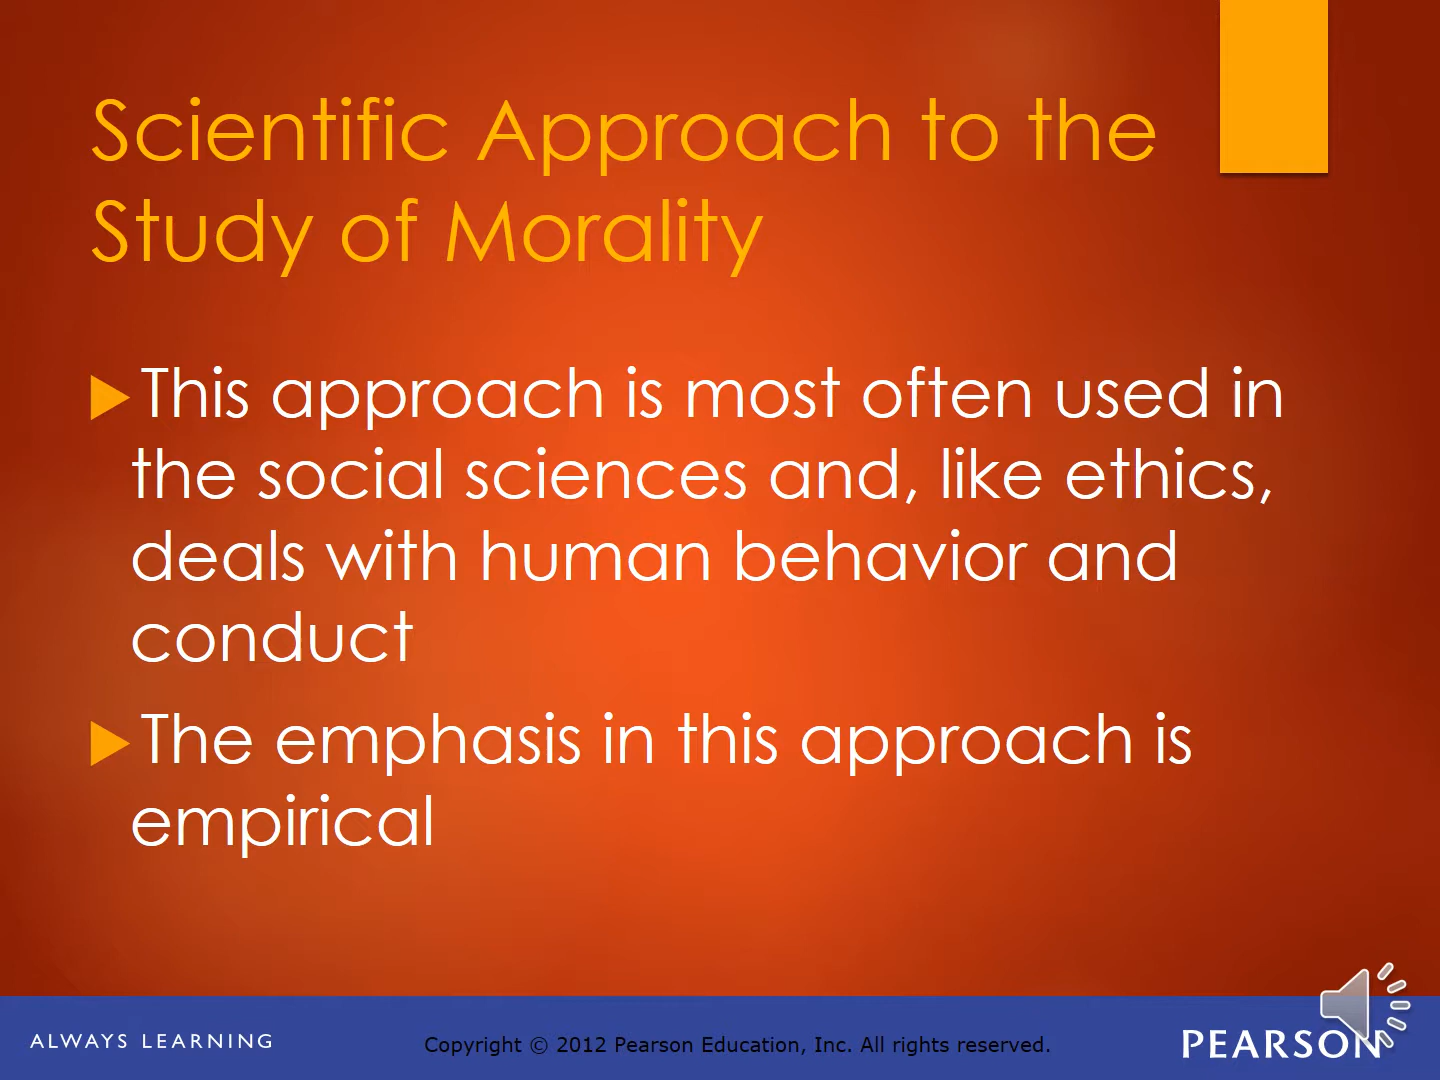 Scientific Approach to the
Study of Morality
This approach is most often used in
the social sciences and, like ethics,
deals with human behavior and
conduct
The emphasis in this approach is
empirical
ALWAYS LEARNING
Copyright © 2012 Pearson Education, Inc. All rights reserved.
PEARSON